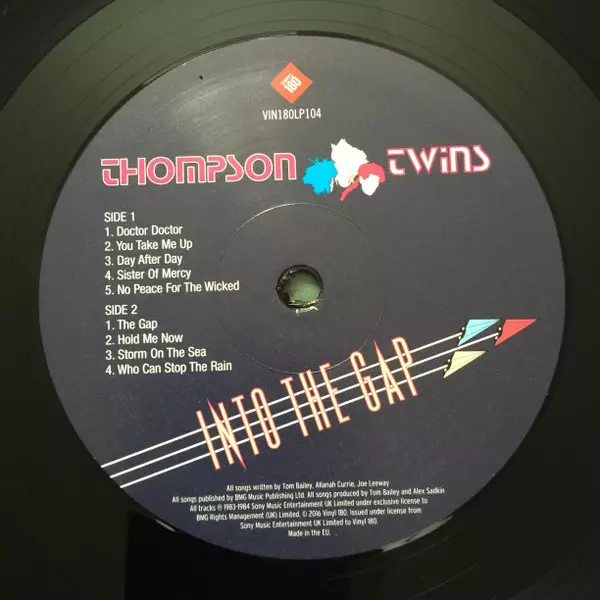 VINYL 180
VIN180LP104
THOMPSON TWINS
SIDE 1
1. Doctor Doctor
2. You Take Me Up
3. Day After Day
4. Sister Of Mercy
5. No Peace For The Wicked
SIDE 2
1. The Gap
2. Hold Me Now
3. Storm On The Sea
4. Who Can Stop The Rain
INTO THE GAP
All songs written by Tom Bailey, Allanah Currie, Joe Leeway
All songs published by BMG Music Publishing Ltd. All songs produced by Tom Bailey and Alex Sadkin
All tracks ℗ 1983-1984 Sony Music Entertainment UK Limited under exclusive license to
BMG Rights Management (UK) Limited. © 2016 Vinyl 180. Issued under license from
Sony Music Entertainment UK Limited to Vinyl 180.
Made in the EU.